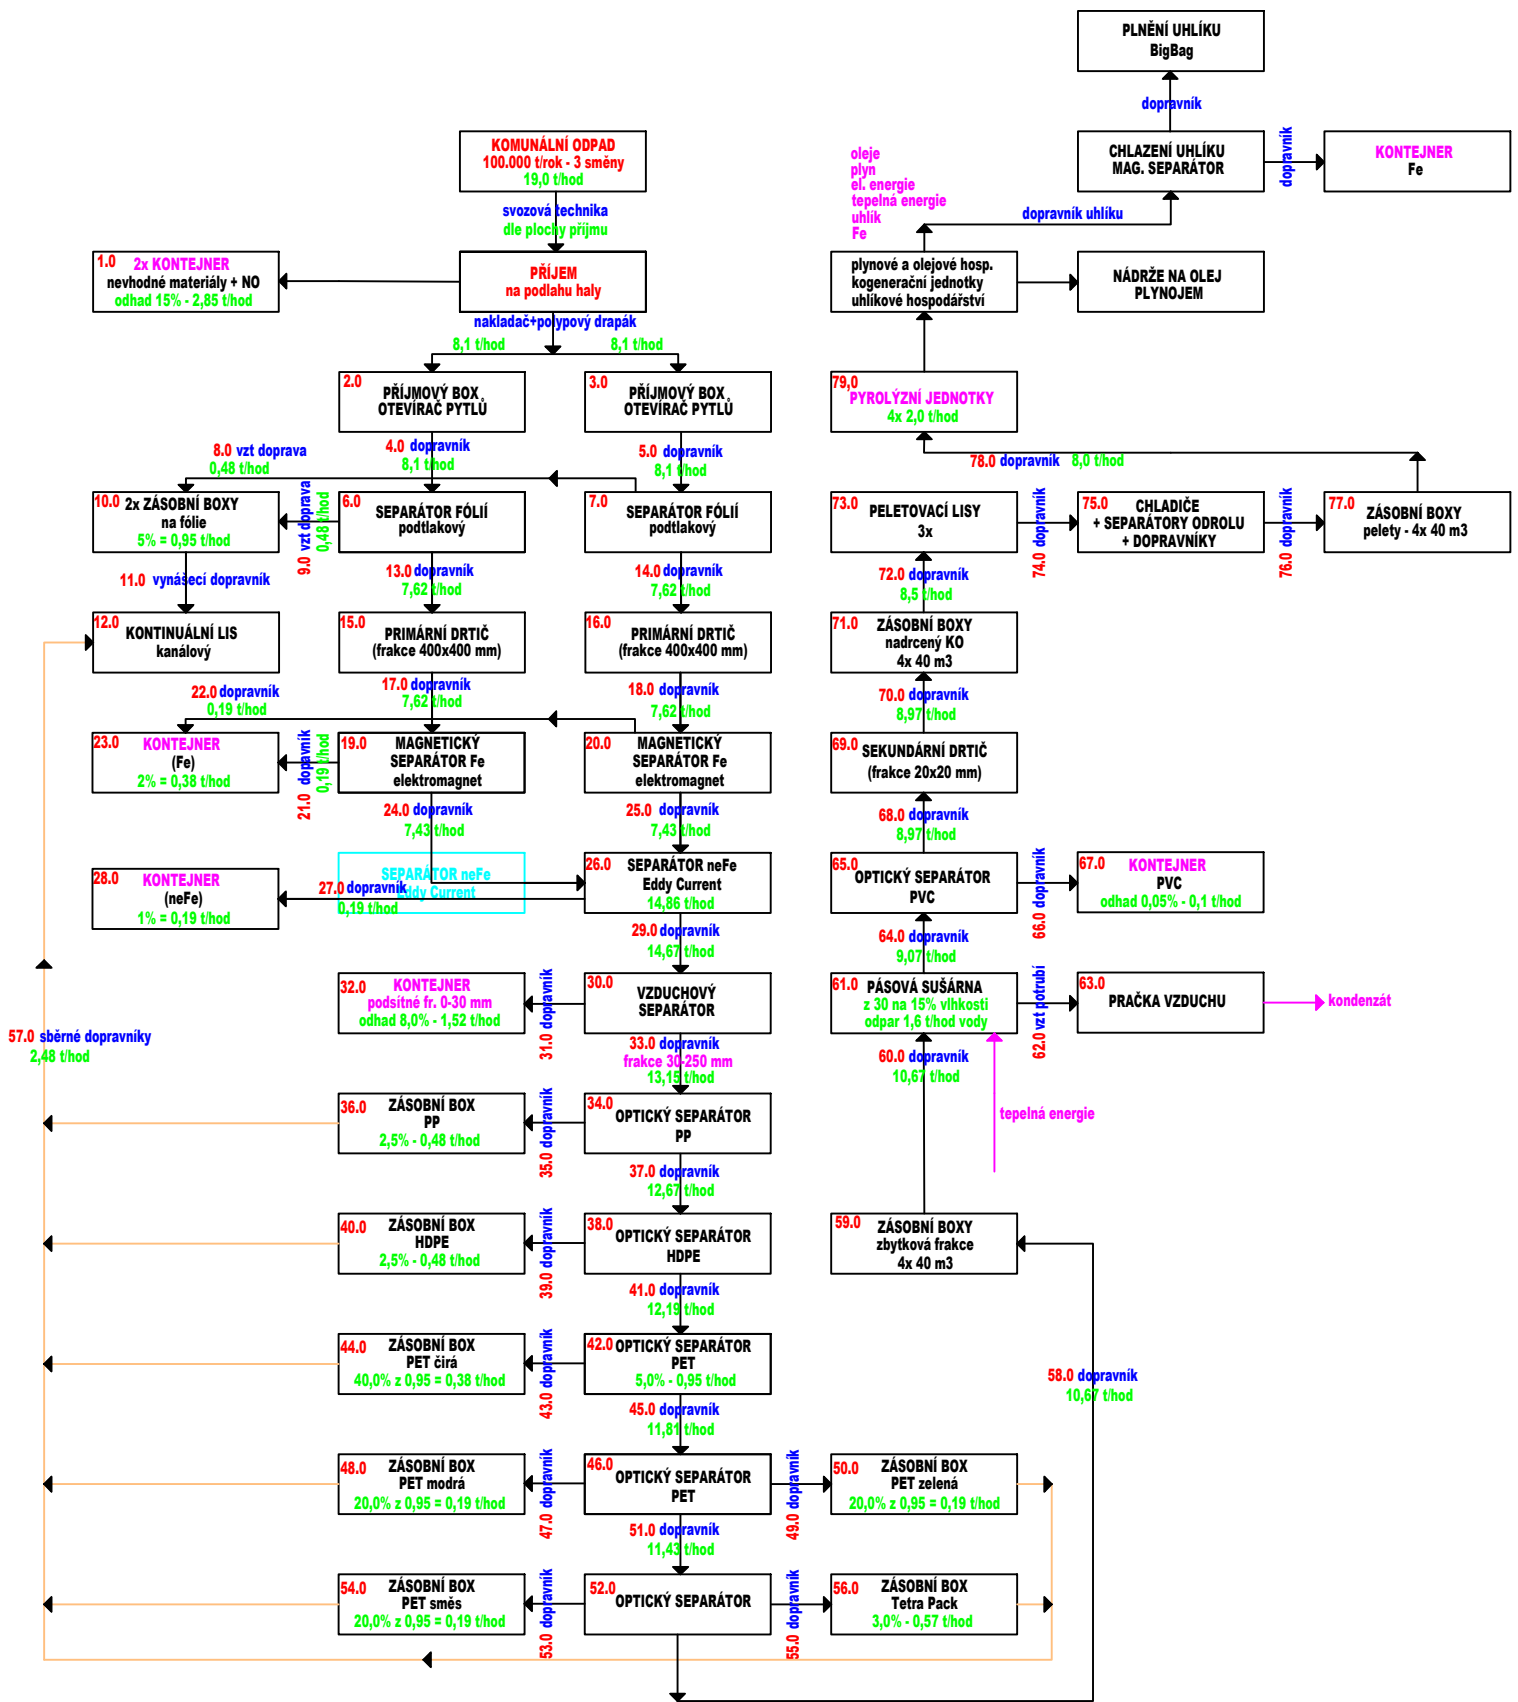 PLNĚNÍ UHLÍKU
BigBag
dopravník
KOMUNÁLNÍ ODPAD
100.000 t/rok - 3 směny
19,0 t/hod
svozová technika
dle plochy příjmu
oleje
plyn
el. energie
tepelná energie
uhlík
Fe
CHLAZENÍ UHLÍKU
MAG. SEPARÁTOR
dopravník
KONTEJNER
Fe
dopravník uhlíku
1.0 2x KONTEJNER
nevhodné materiály + NO
odhad 15% - 2,85 t/hod
PŘÍJEM
na podlahu haly
plynové a olejové hosp.
kogenerační jednotky
uhlíkové hospodářství
NÁDRŽE NA OLEJ
PLYNOJEM
nakladač+polypový drapák
8,1 t/hod
8,1 t/hod
2.0
PŘÍJMOVÝ BOX
OTEVÍRAČ PYTLŮ
3.0
PŘÍJMOVÝ BOX
OTEVÍRAČ PYTLŮ
79,0
PYROLÝZNÍ JEDNOTKY
4x 2,0 t/hod
8.0 vzt doprava
0,48 t/hod
4.0 dopravník
8,1 t/hod
5.0 dopravník
8,1 t/hod
78.0 dopravník 8,0 t/hod
10.0
2x ZÁSOBNÍ BOXY
na fólie
5% = 0,95 t/hod
9.0 vzt doprava
0,48 t/hod
6.0
SEPARÁTOR FÓLIÍ
podtlakový
7.0
SEPARÁTOR FÓLIÍ
podtlakový
73.0
PELETOVACÍ LISY
3x
74.0 dopravník
75.0
CHLADIČE
+ SEPARÁTORY ODROLU
+ DOPRAVNÍKY
76.0 dopravník
77.0
ZÁSOBNÍ BOXY
pelety - 4x 40 m3
11.0 vynášecí dopravník
13.0 dopravník
7,62 t/hod
14.0 dopravník
7,62 t/hod
72.0 dopravník
8,5 t/hod
12.0
KONTINUÁLNÍ LIS
kanálový
15.0
PRIMÁRNÍ DRTIČ
(frakce 400x400 mm)
16.0
PRIMÁRNÍ DRTIČ
(frakce 400x400 mm)
71.0
ZÁSOBNÍ BOXY
nadrcený KO
4x 40 m3
22.0 dopravník
0,19 t/hod
17.0 dopravník
7,62 t/hod
18.0 dopravník
7,62 t/hod
70.0 dopravník
8,97 t/hod
23.0
KONTEJNER
(Fe)
2% = 0,38 t/hod
21.0 dopravník
0,19 t/hod
19.0
MAGNETICKÝ
SEPARÁTOR Fe
elektromagnet
20.0
MAGNETICKÝ
SEPARÁTOR Fe
elektromagnet
69.0
SEKUNDÁRNÍ DRTIČ
(frakce 20x20 mm)
24.0 dopravník
7,43 t/hod
25.0 dopravník
7,43 t/hod
68.0 dopravník
8,97 t/hod
28.0
KONTEJNER
(neFe)
1% = 0,19 t/hod
SEPARÁTOR neFe
Eddy Current
27.0 dopravník
0,19 t/hod
26.0
SEPARÁTOR neFe
Eddy Current
14,86 t/hod
65.0
OPTICKÝ SEPARÁTOR
PVC
66.0 dopravník
67.0
KONTEJNER
PVC
odhad 0,05% - 0,1 t/hod
29.0 dopravník
14,67 t/hod
64.0 dopravník
9,07 t/hod
32.0
KONTEJNER
podsítné fr. 0-30 mm
odhad 8,0% - 1,52 t/hod
31.0 dopravník
30.0
VZDUCHOVÝ
SEPARÁTOR
61.0
PÁSOVÁ SUŠÁRNA
z 30 na 15% vlhkosti
odpar 1,6 t/hod vody
62.0 vzt potrubí
63.0
PRAČKA VZDUCHU
kondenzát
57.0 sběrné dopravníky
2,48 t/hod
33.0 dopravník
frakce 30-250 mm
13,15 t/hod
60.0 dopravník
10,67 t/hod
tepelná energie
36.0
ZÁSOBNÍ BOX
PP
2,5% - 0,48 t/hod
35.0 dopravník
34.0
OPTICKÝ SEPARÁTOR
PP
37.0 dopravník
12,67 t/hod
40.0
ZÁSOBNÍ BOX
HDPE
2,5% - 0,48 t/hod
39.0 dopravník
38.0
OPTICKÝ SEPARÁTOR
HDPE
59.0
ZÁSOBNÍ BOXY
zbytková frakce
4x 40 m3
41.0 dopravník
12,19 t/hod
44.0
ZÁSOBNÍ BOX
PET čirá
40,0% z 0,95 = 0,38 t/hod
43.0 dopravník
42.0 OPTICKÝ SEPARÁTOR
PET
5,0% - 0,95 t/hod
58.0 dopravník
10,67 t/hod
45.0 dopravník
11,81 t/hod
48.0
ZÁSOBNÍ BOX
PET modrá
20,0% z 0,95 = 0,19 t/hod
47.0 dopravník
46.0
OPTICKÝ SEPARÁTOR
PET
49.0 dopravník
50.0
ZÁSOBNÍ BOX
PET zelená
20,0% z 0,95 = 0,19 t/hod
51.0 dopravník
11,43 t/hod
54.0
ZÁSOBNÍ BOX
PET směs
20,0% z 0,95 = 0,19 t/hod
53.0 dopravník
52.0
OPTICKÝ SEPARÁTOR
55.0 dopravník
56.0
ZÁSOBNÍ BOX
Tetra Pack
3,0% - 0,57 t/hod